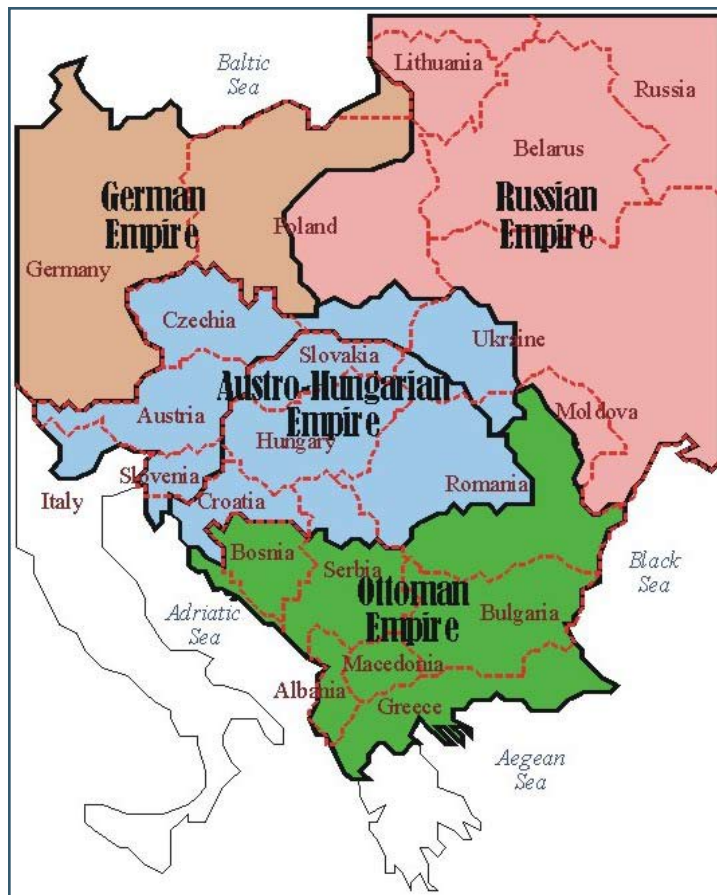 Baltic
Sea
Lithuania
Russia
Belarus
German
Empire
Russian
Empire
Poland
Germany
Czechia
Ukraine
Slovakia
Austro-Hungarian
Empire
Austria
Moldova
Hungary
Slovenia
Italy
Croatia
Romania
Bosnia
Serbia
Black
Sea
Ottoman
Empire
Adriatic
Sea
Bulgaria
Macedonia
Albania
Greece
Aegean
Sea